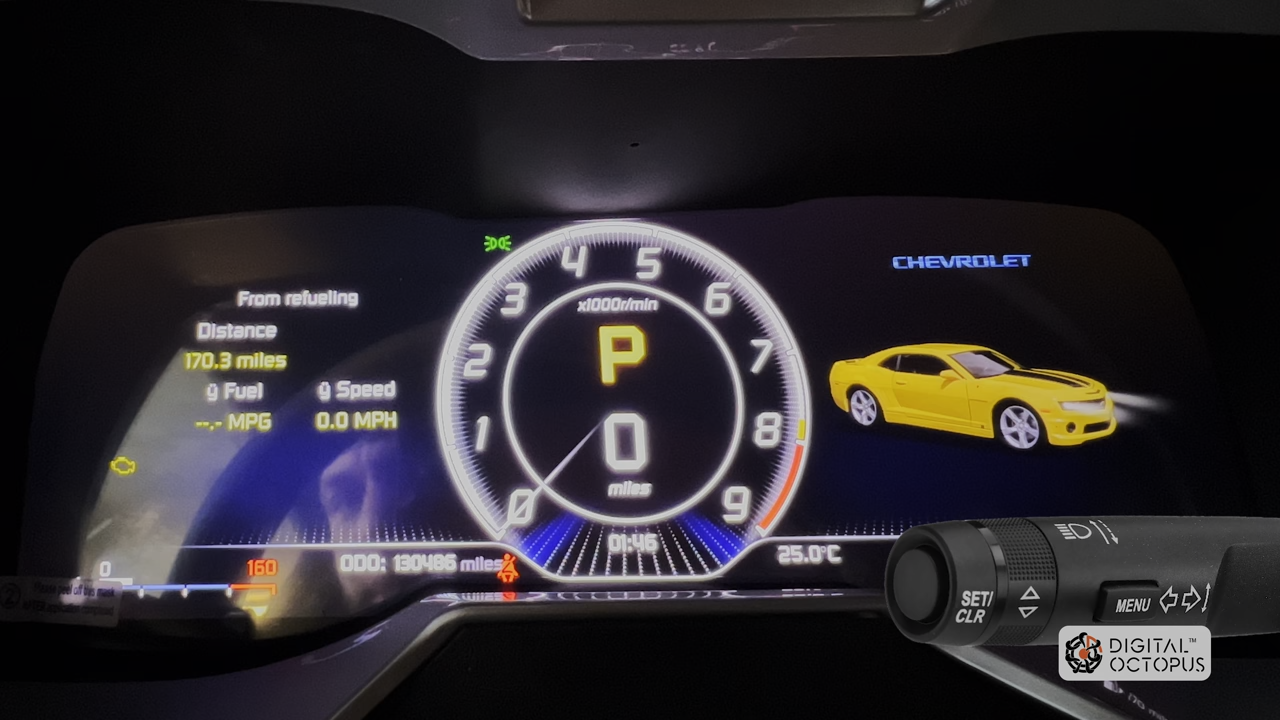 CHEVROLET
From refueling
Distance
170.3 miles
g Fuel
g Speed
--.- MPG
0.0 MPH
4 5
3 6
x1000r/min
P
2 7
1 8
0
miles
0 9
01:46
ODO: 130486 miles
25.0°C
0
160
SET/
CLR
MENU
DIGITAL™
OCTOPUS